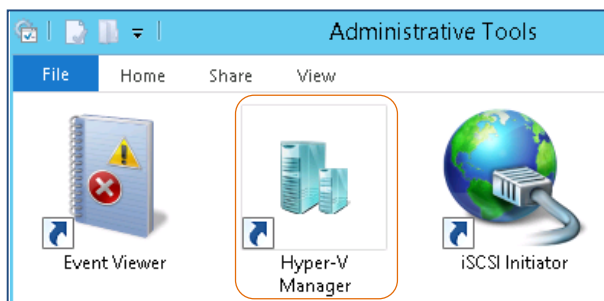 Administrative Tools
File Home Share View
Event Viewer Hyper-V Manager iSCSI Initiator